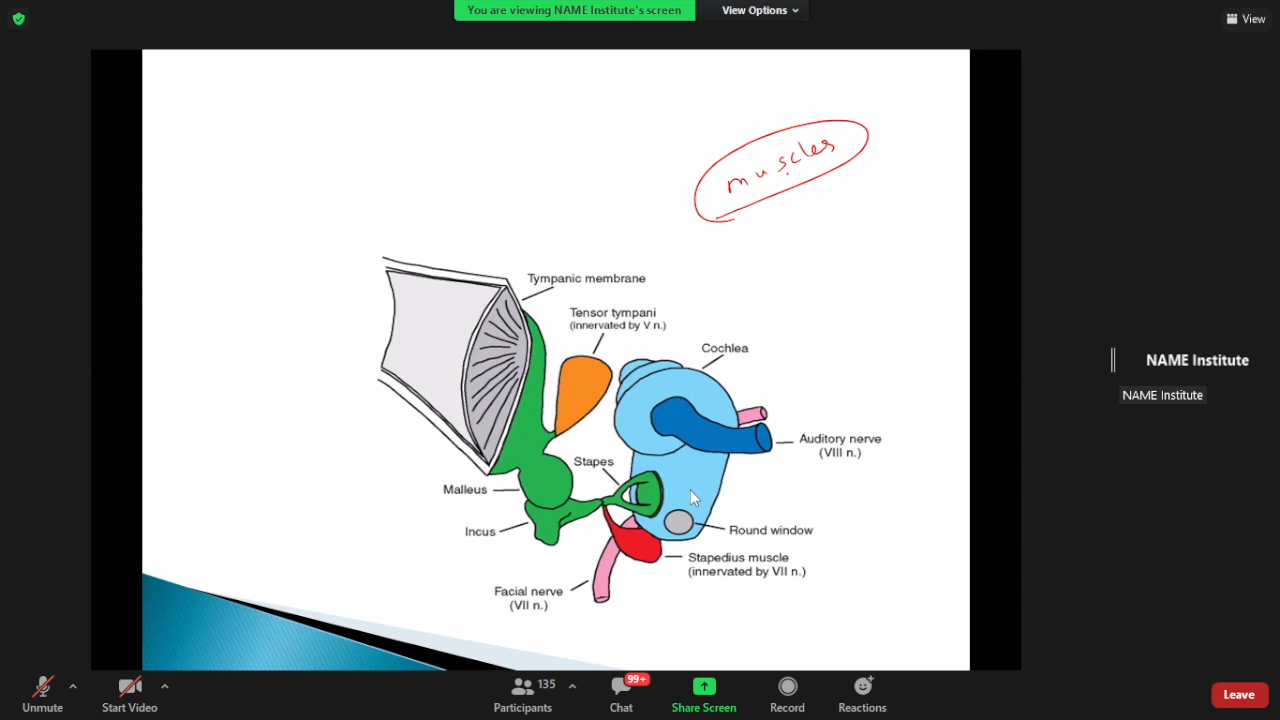 You are viewing NAME Institute's screen
View Options
View
muscles
Tympanic membrane
Tensor tympani
(innervated by V n.)
Cochlea
Auditory nerve
(VIII n.)
Stapes
Malleus
Incus
Round window
Stapedius muscle
(innervated by VII n.)
Facial nerve
(VII n.)
NAME Institute
NAME Institute
Unmute
Start Video
135
Participants
99+
Chat
Share Screen
Record
Reactions
Leave